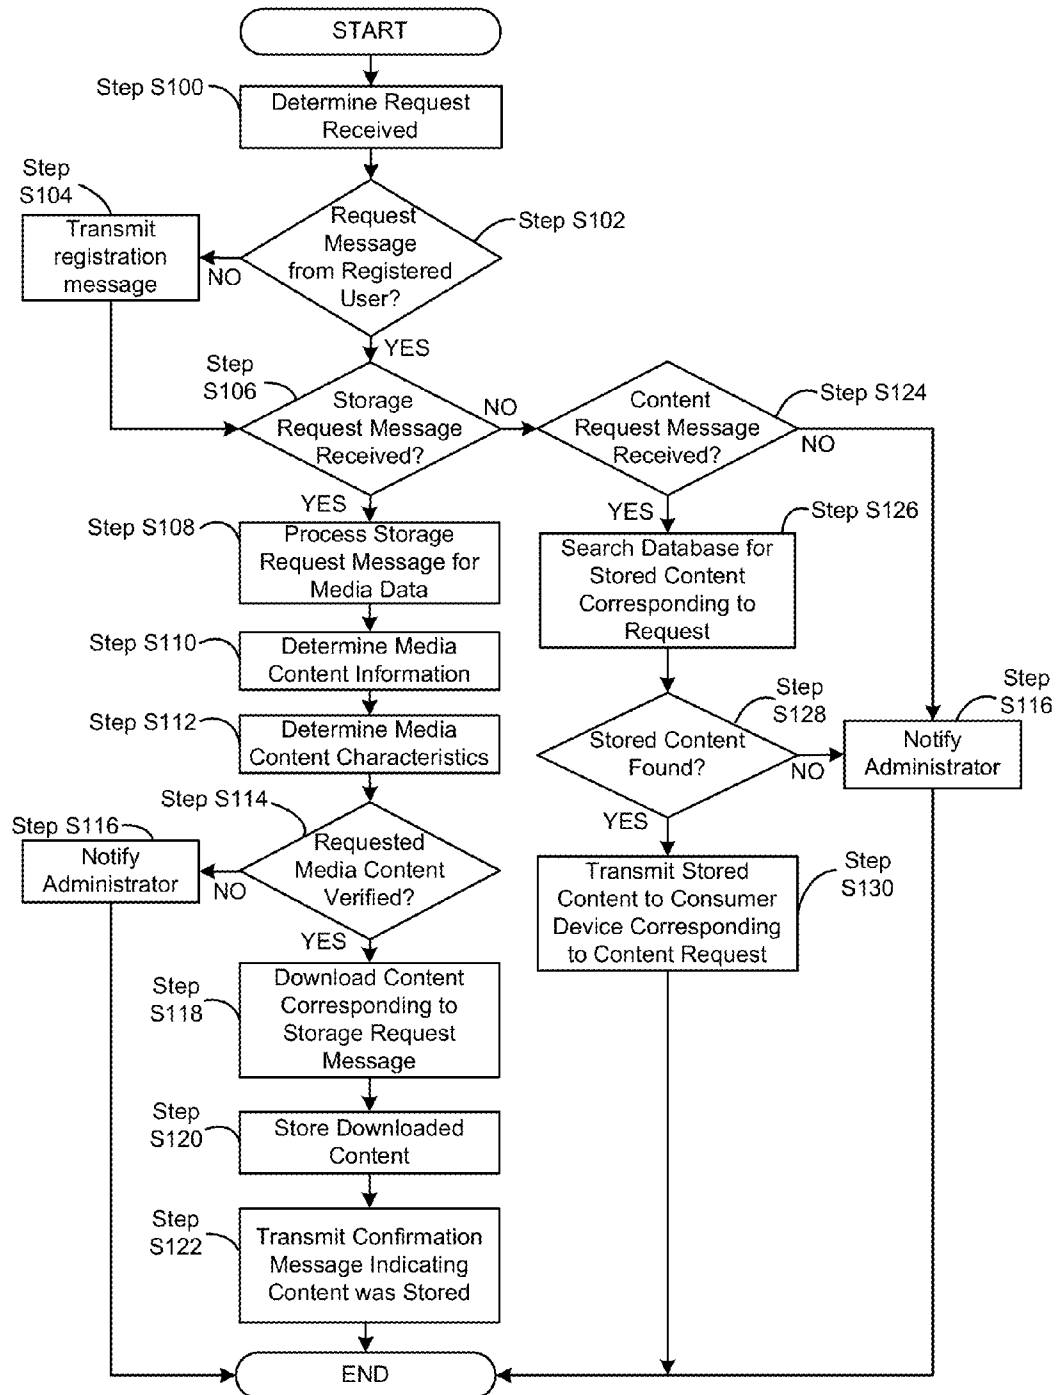 START
Step S100
Determine Request
Received
Step
S104
Transmit
registration
message
Request
Message
from Registered
User?
Step S102
NO
YES
Step
S106
Storage
Request Message
Received?
NO
Content
Request Message
Received?
Step S124
NO
YES
YES
Step S108
Process Storage
Request Message for
Media Data
Step S126
Search Database for
Stored Content
Corresponding to
Request
Step S110
Determine Media
Content Information
Step S112
Determine Media
Content Characteristics
Step
S128
Stored Content
Found?
NO
YES
Step
S116
Notify
Administrator
Step S114
Requested
Media Content
Verified?
NO
YES
Step S116
Notify
Administrator
Transmit Stored
Content to Consumer
Device Corresponding
to Content Request
Step
S130
Step
S118
Download Content
Corresponding to
Storage Request
Message
Step
S120
Store Downloaded
Content
Step
S122
Transmit Confirmation
Message Indicating
Content was Stored
END